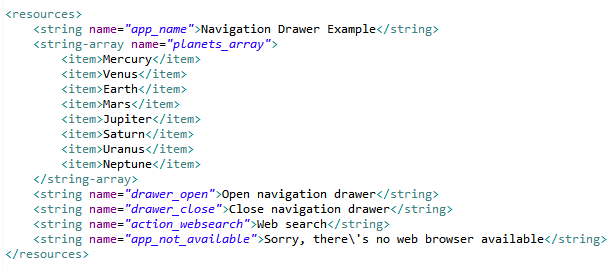 <resources>
    <string name="app_name">Navigation Drawer Example</string>
    <string-array name="planets_array">
        <item>Mercury</item>
        <item>Venus</item>
        <item>Earth</item>
        <item>Mars</item>
        <item>Jupiter</item>
        <item>Saturn</item>
        <item>Uranus</item>
        <item>Neptune</item>
    </string-array>
    <string name="drawer_open">Open navigation drawer</string>
    <string name="drawer_close">Close navigation drawer</string>
    <string name="action_websearch">Web search</string>
    <string name="app_not_available">Sorry, there\'s no web browser available</string>
</resources>